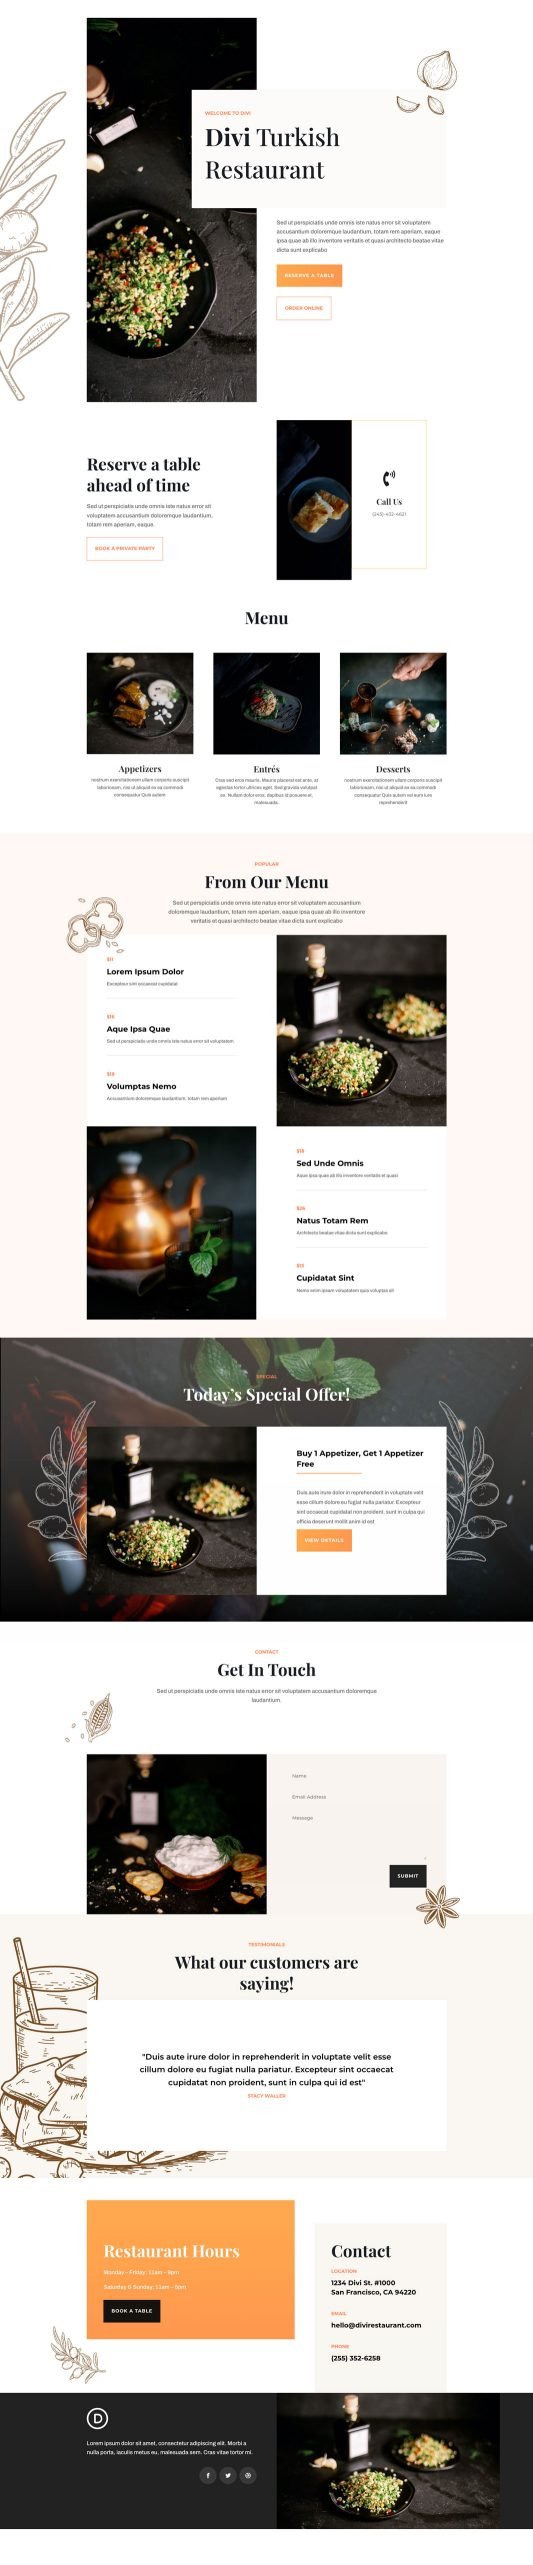 WELCOME TO DIVI
Divi Turkish
Restaurant
Sed ut perspiciatis unde omnis iste natus error sit voluptatem
accusantium doloremque laudantium, totam rem aperiam, eaque
ipsa quae ab illo inventore veritatis et quasi architecto beatae vitae
dicta sunt explicabo
RESERVE A TABLE
ORDER ONLINE
Reserve a table
ahead of time
Sed ut perspiciatis unde omnis iste natus error sit
voluptatem accusantium doloremque laudantium,
totam rem aperiam, eaque.
BOOK A PRIVATE PARTY
Call Us
(245)-432-4621
Menu
Appetizers
nostrum exercitationem ullam corporis suscipit
laboriosam, nisi ut aliquid ex ea commodi
consequatur Quis autem
Entrés
Cras sed eros mauris. Mauris placerat est ante, at
egestas tortor ultrices eget. Sed gravida volutpat
ex. Nullam dolor eros, dapibus id posuere et,
malesuada.
Desserts
nostrum exercitationem ullam corporis suscipit
laboriosam, nisi ut aliquid ex ea commodi
consequatur Quis autem vel eum iure
reprehenderit
POPULAR
From Our Menu
Sed ut perspiciatis unde omnis iste natus error sit voluptatem accusantium
doloremque laudantium, totam rem aperiam, eaque ipsa quae ab illo inventore
veritatis et quasi architecto beatae vitae dicta sunt explicabo
$11
Lorem Ipsum Dolor
Excepteur sint occaecat cupidatat
$16
Aque Ipsa Quae
Sed ut perspiciatis unde omnis iste natus error sit voluptatem.
$19
Voluptas Nemo
Accusantium doloremque laudantium, totam rem aperiam
$18
Sed Unde Omnis
Aque ipsa quae ab illo inventore veritatis et quasi
$26
Natus Totam Rem
Architecto beatae vitae dicta sunt explicabo
$15
Cupidatat Sint
Nemo enim ipsam voluptatem quia voluptas sit
SPECIAL
Today's Special Offer!
Buy 1 Appetizer, Get 1 Appetizer
Free
Duis aute irure dolor in reprehenderit in voluptate velit
esse cillum dolore eu fugiat nulla pariatur. Excepteur
sint occaecat cupidatat non proident, sunt in culpa qui
officia deserunt mollit anim id est
VIEW DETAILS
CONTACT
Get In Touch
Sed ut perspiciatis unde omnis iste natus error sit voluptatem accusantium doloremque
laudantium.
Name
Email Address
Message
SUBMIT
TESTIMONIALS
What our customers are
saying!
"Duis aute irure dolor in reprehenderit in voluptate velit esse
cillum dolore eu fugiat nulla pariatur. Excepteur sint occaecat
cupidatat non proident, sunt in culpa qui id est"
STACY WALLER
Restaurant Hours
Monday - Friday: 11am - 9pm
Saturday & Sunday: 11am - 5pm
BOOK A TABLE
Contact
LOCATION
1234 Divi St. #1000
San Francisco, CA 94220
EMAIL
hello@divirestaurant.com
PHONE
(255) 352-6258
D
Lorem ipsum dolor sit amet, consectetur adipiscing elit. Morbi a
nulla porta, iaculis metus eu, malesuada sem. Cras vitae tortor mi.